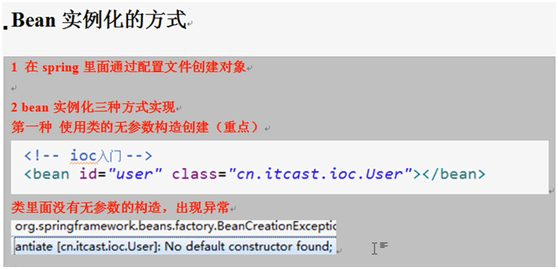 Bean 实例化的方式
1 在 spring 里面通过配置文件创建对象
2 bean 实例化三种方式实现
第一种 使用类的无参数构造创建（重点）
<!-- ioc入门 -->
<bean id="user" class="cn.itcast.ioc.User"></bean>
类里面没有无参数的构造，出现异常
org.springframework.beans.factory.BeanCreationExceptic
antiate [cn.itcast.ioc.User]: No default constructor found;